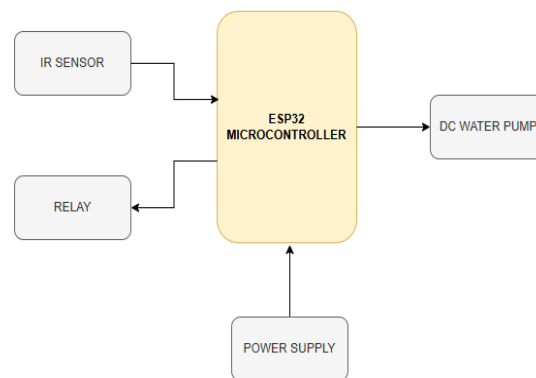 IR SENSOR
ESP32
MICROCONTROLLER
DC WATER PUMP
RELAY
POWER SUPPLY